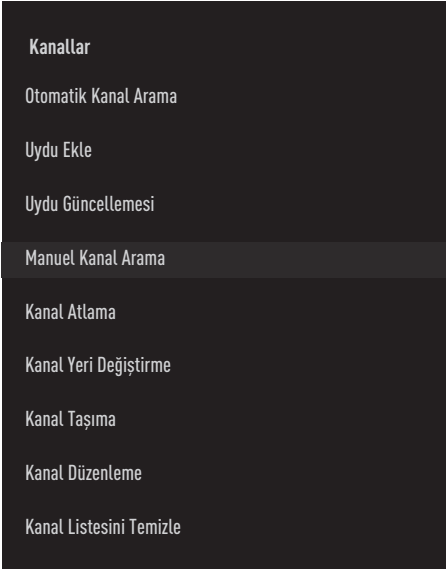 Kanallar
Otomatik Kanal Arama
Uydu Ekle
Uydu Güncellemesi
Manuel Kanal Arama
Kanal Atlama
Kanal Yeri Değiştirme
Kanal Taşıma
Kanal Düzenleme
Kanal Listesini Temizle